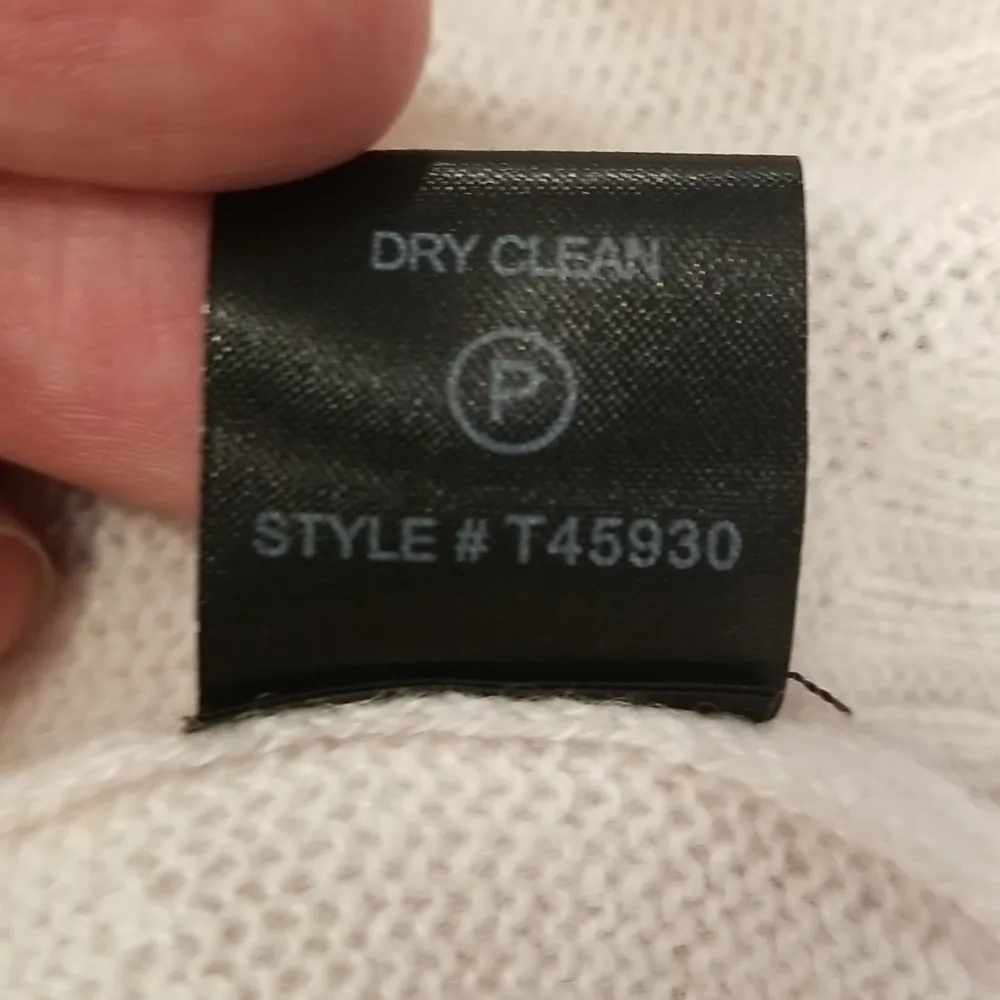 DRY CLEAN
P
STYLE # T45930